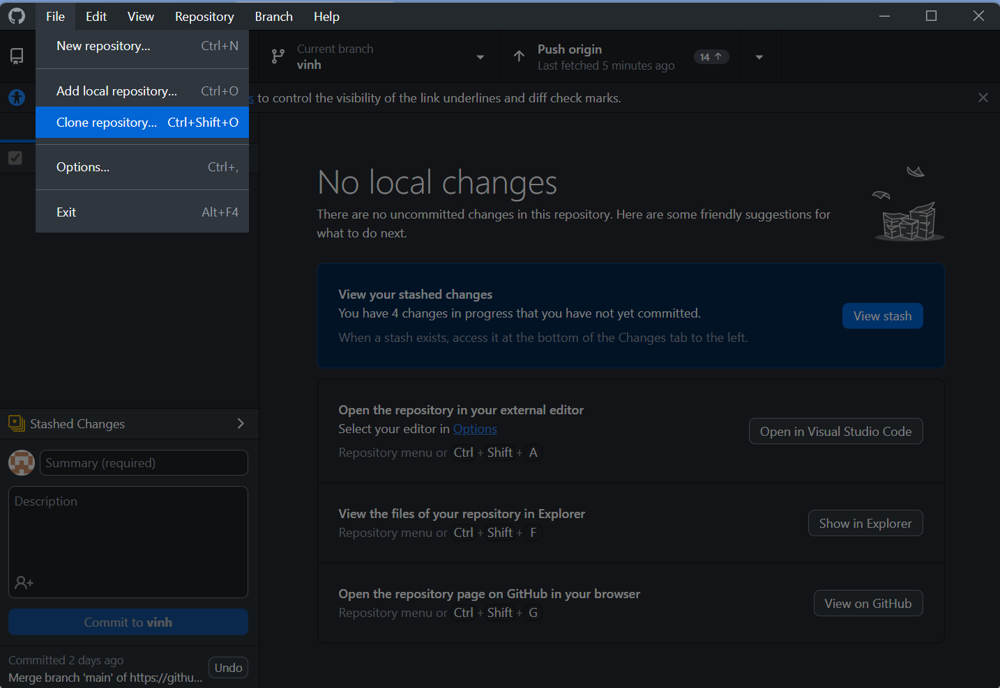 File Edit View Repository Branch Help
New repository... Ctrl+N
Add local repository... Ctrl+O
Clone repository... Ctrl+Shift+O
Options... Ctrl+,
Exit Alt+F4
Current branch
vinh
Push origin
Last fetched 5 minutes ago
14
to control the visibility of the link underlines and diff check marks.
No local changes
There are no uncommitted changes in this repository. Here are some friendly suggestions for
what to do next.
View your stashed changes
You have 4 changes in progress that you have not yet committed.
When a stash exists, access it at the bottom of the Changes tab to the left.
View stash
Open the repository in your external editor
Select your editor in Options
Repository menu or Ctrl + Shift + A
Open in Visual Studio Code
View the files of your repository in Explorer
Repository menu or Ctrl + Shift + F
Show in Explorer
Open the repository page on GitHub in your browser
Repository menu or Ctrl + Shift + G
View on GitHub
Stashed Changes
Summary (required)
Description
Commit to vinh
Committed 2 days ago
Merge branch 'main' of https://githu...
Undo